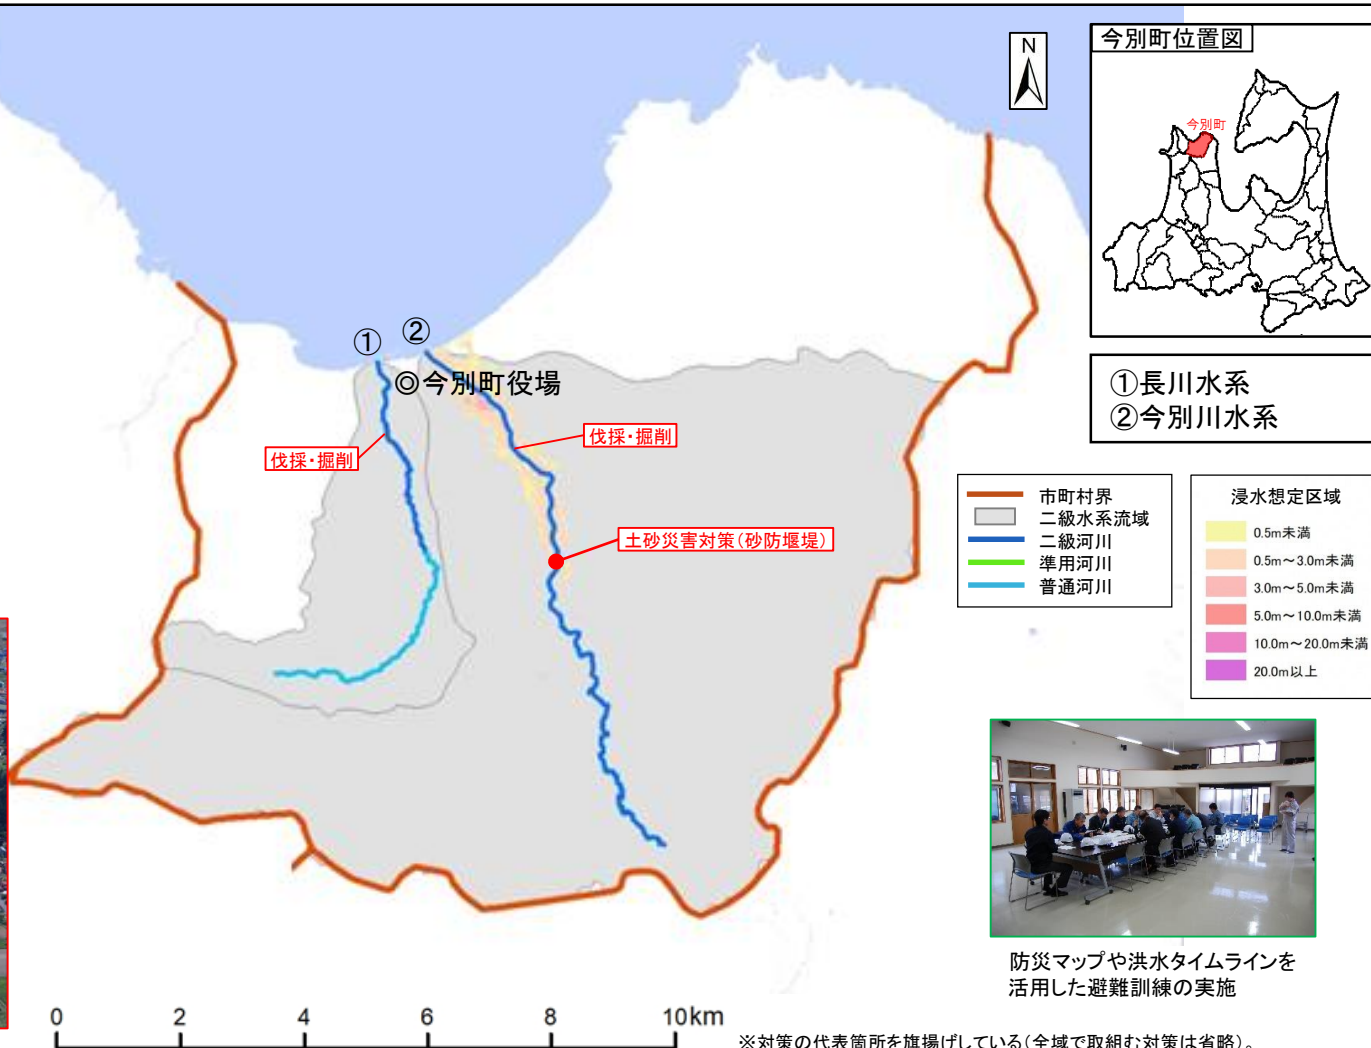 N
今別町位置図
今別町
①
②
◎今別町役場
①長川水系
②今別川水系
伐採・掘削
伐採・掘削
土砂災害対策(砂防堰堤)
市町村界
二級水系流域
二級河川
準用河川
普通河川
浸水想定区域
0.5m未満
0.5m～3.0m未満
3.0m～5.0m未満
5.0m～10.0m未満
10.0m～20.0m未満
20.0m以上
防災マップや洪水タイムラインを
活用した避難訓練の実施
0 2 4 6 8 10km
※対策の代表箇所を旗揚げしている(全域で取組む対策は省略)。